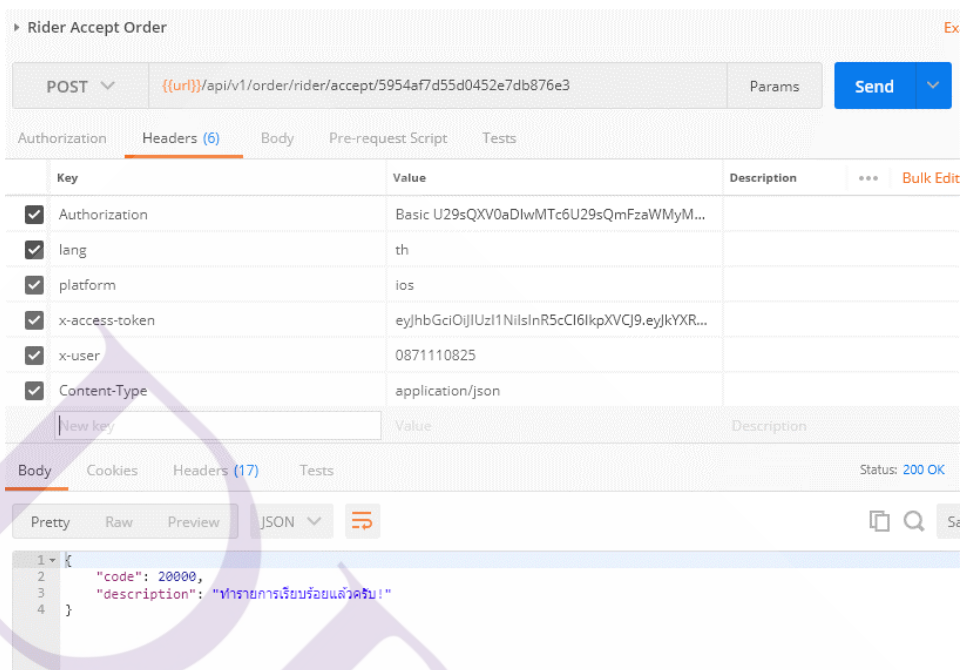 Rider Accept Order Ex
POST {{url}}/api/v1/order/rider/accept/5954af7d55d0452e7db876e3 Params Send
Authorization Headers (6) Body Pre-request Script Tests
Key Value Description ••• Bulk Edit
Authorization Basic U29sQXV0aDIwMTc6U29sQmFzaWMyM...
lang th
platform ios
x-access-token eyJhbGciOiJIUzI1NiIsInR5cCI6IkpXVCJ9.eyJkYXR...
x-user 0871110825
Content-Type application/json
New key Value Description
Body Cookies Headers (17) Tests Status: 200 OK
Pretty Raw Preview JSON Sa
1 {
2 "code": 20000,
3 "description": "ทำรายการเรียบร้อยแล้วครับ!"
4 }